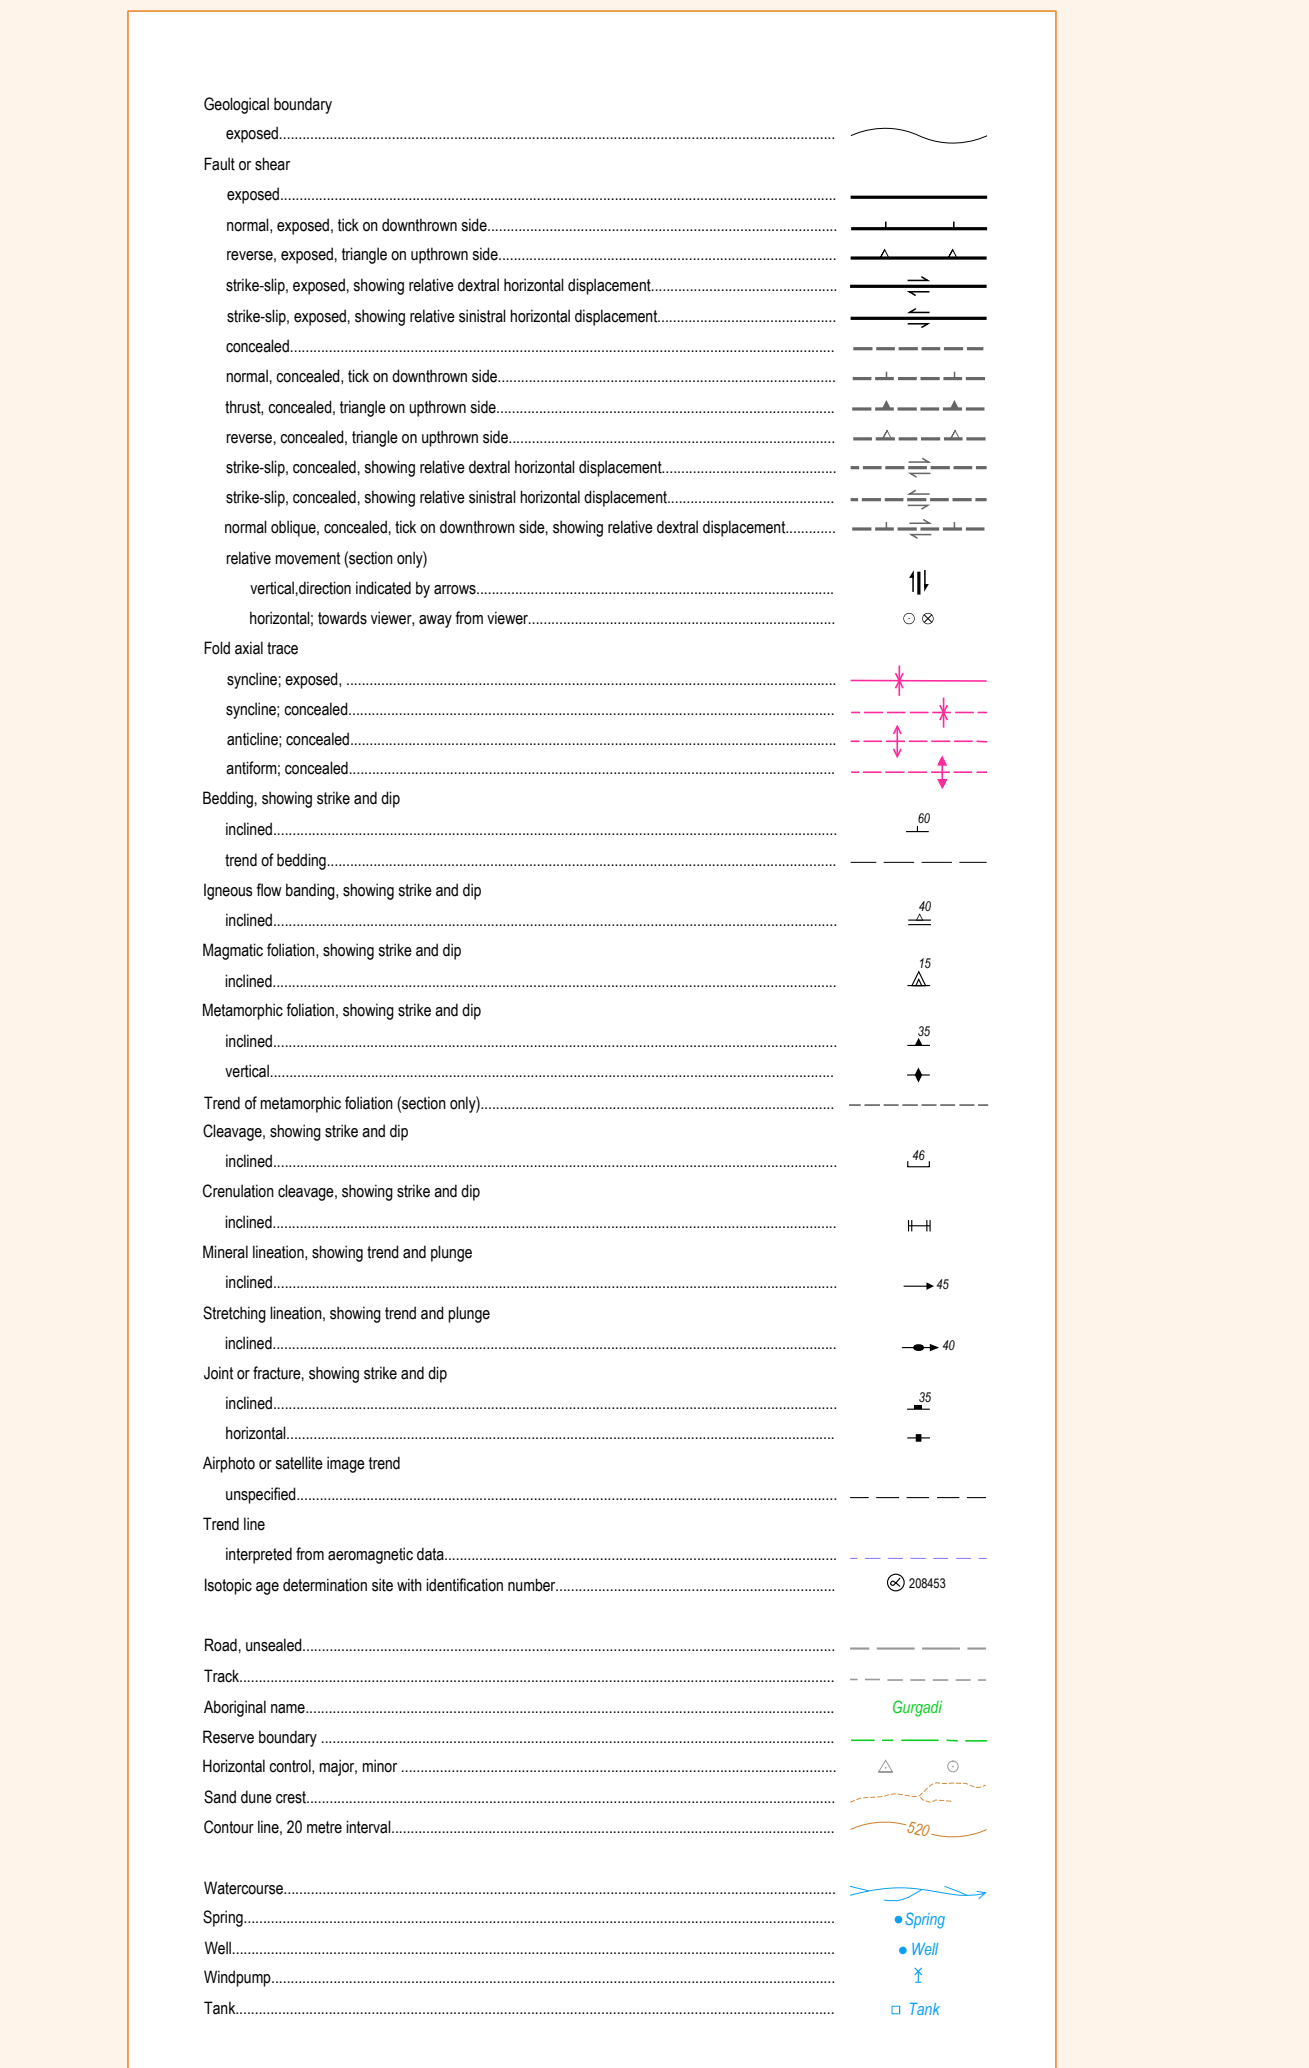 Geological boundary
exposed
Fault or shear
exposed
normal, exposed, tick on downthrown side
reverse, exposed, triangle on upthrown side
strike-slip, exposed, showing relative dextral horizontal displacement
strike-slip, exposed, showing relative sinistral horizontal displacement
concealed
normal, concealed, tick on downthrown side
thrust, concealed, triangle on upthrown side
reverse, concealed, triangle on upthrown side
strike-slip, concealed, showing relative dextral horizontal displacement
strike-slip, concealed, showing relative sinistral horizontal displacement
normal oblique, concealed, tick on downthrown side, showing relative dextral displacement
relative movement (section only)
vertical,direction indicated by arrows
horizontal; towards viewer, away from viewer
Fold axial trace
syncline; exposed,
syncline; concealed
anticline; concealed
antiform; concealed
Bedding, showing strike and dip
inclined 60
trend of bedding
Igneous flow banding, showing strike and dip
inclined 40
Magmatic foliation, showing strike and dip
inclined 15
Metamorphic foliation, showing strike and dip
inclined 35
vertical
Trend of metamorphic foliation (section only)
Cleavage, showing strike and dip
inclined 46
Crenulation cleavage, showing strike and dip
inclined
Mineral lineation, showing trend and plunge
inclined 45
Stretching lineation, showing trend and plunge
inclined 40
Joint or fracture, showing strike and dip
inclined 35
horizontal
Airphoto or satellite image trend
unspecified
Trend line
interpreted from aeromagnetic data
Isotopic age determination site with identification number 208453
Road, unsealed
Track
Aboriginal name Gurgadi
Reserve boundary
Horizontal control, major, minor
Sand dune crest
Contour line, 20 metre interval 520
Watercourse
Spring Spring
Well Well
Windpump
Tank Tank